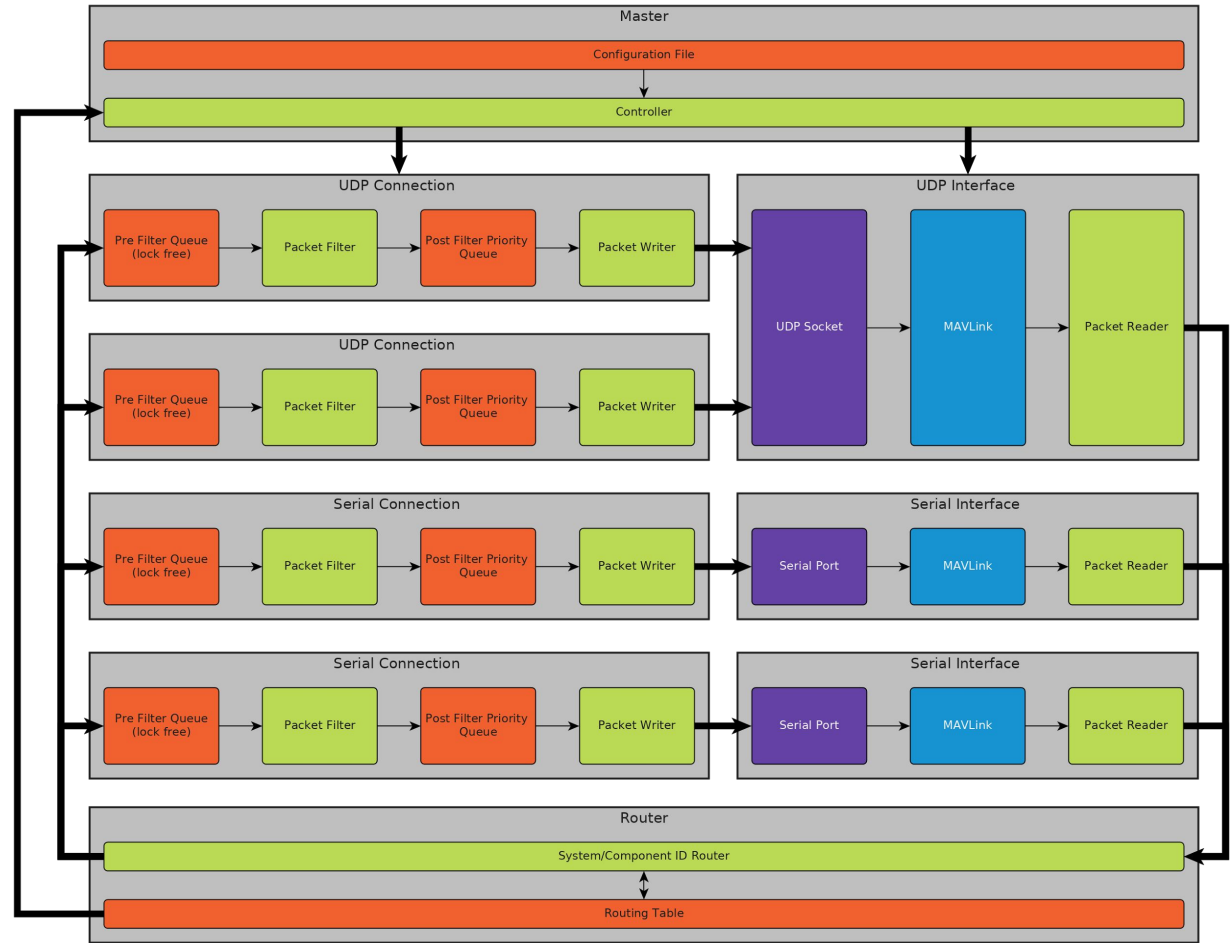 Master
Configuration File
Controller
UDP Connection
Pre Filter Queue
(lock free)
Packet Filter
Post Filter Priority
Queue
Packet Writer
UDP Interface
UDP Socket
MAVLink
Packet Reader
UDP Connection
Pre Filter Queue
(lock free)
Packet Filter
Post Filter Priority
Queue
Packet Writer
Serial Connection
Pre Filter Queue
(lock free)
Packet Filter
Post Filter Priority
Queue
Packet Writer
Serial Interface
Serial Port
MAVLink
Packet Reader
Serial Connection
Pre Filter Queue
(lock free)
Packet Filter
Post Filter Priority
Queue
Packet Writer
Serial Interface
Serial Port
MAVLink
Packet Reader
Router
System/Component ID Router
Routing Table